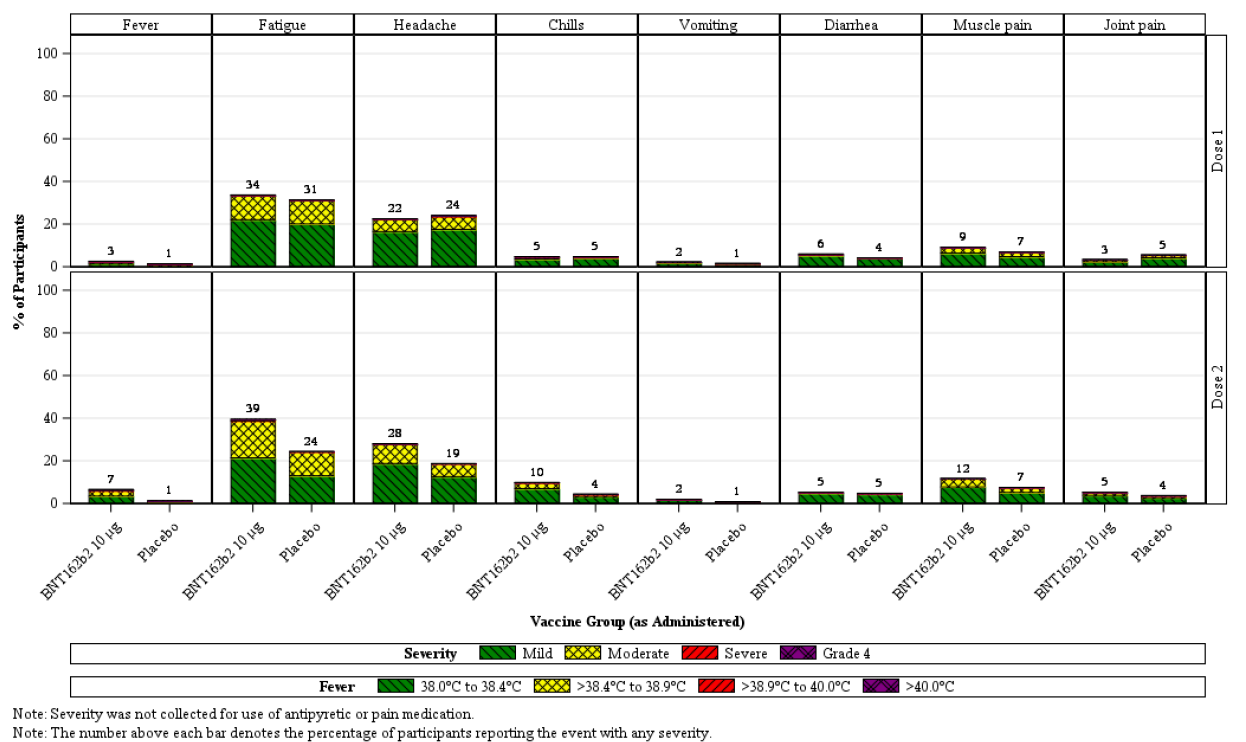 Fever Fatigue Headache Chills Vomiting Diarrhea Muscle pain Joint pain
100
80
60
40
20
0
34 31 22 24 3 1 5 5 2 1 6 4 9 7 3 5
Dose 1
% of Participants
100
80
60
40
20
0
39 24 28 19 7 1 10 4 2 1 5 5 12 7 5 4
Dose 2
BNT162b2 10 µg Placebo BNT162b2 10 µg Placebo BNT162b2 10 µg Placebo BNT162b2 10 µg Placebo BNT162b2 10 µg Placebo BNT162b2 10 µg Placebo BNT162b2 10 µg Placebo BNT162b2 10 µg Placebo
Vaccine Group (as Administered)
Severity Mild Moderate Severe Grade 4
Fever 38.0°C to 38.4°C >38.4°C to 38.9°C >38.9°C to 40.0°C >40.0°C
Note: Severity was not collected for use of antipyretic or pain medication.
Note: The number above each bar denotes the percentage of participants reporting the event with any severity.